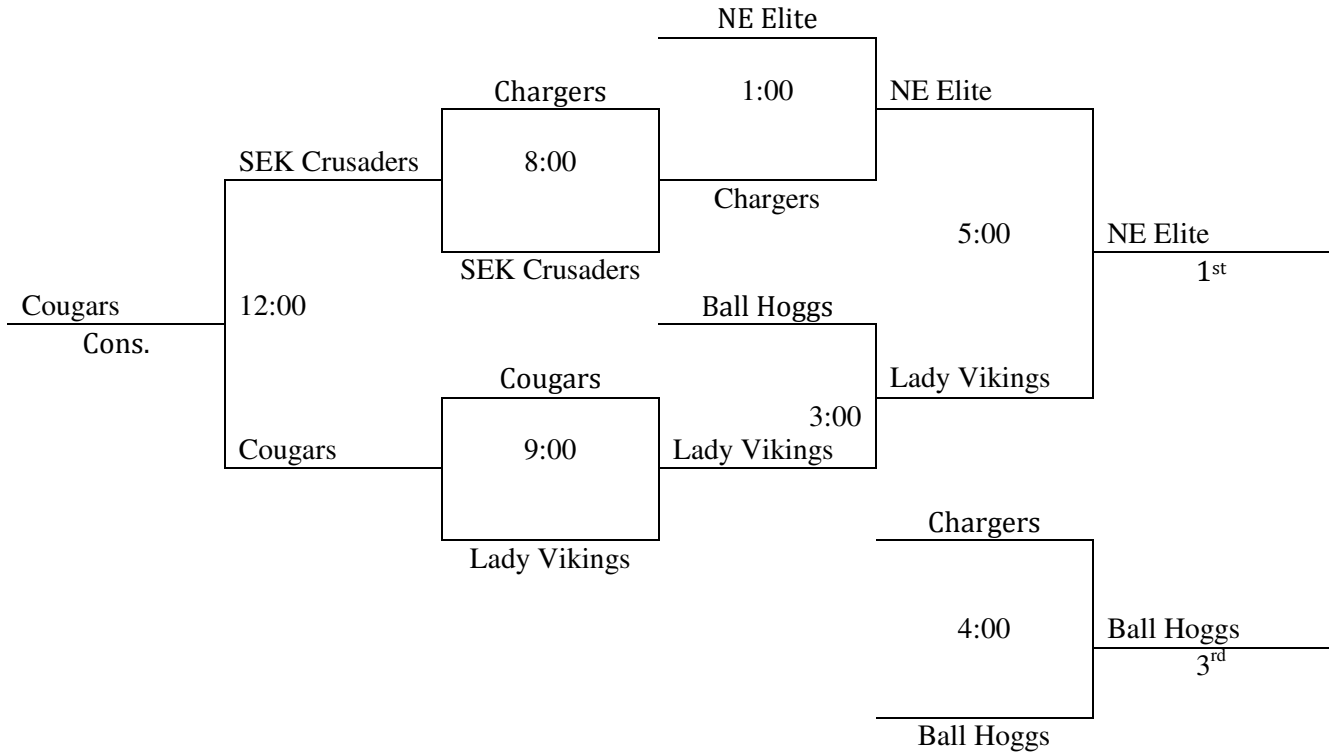 NE Elite
Chargers
1:00
NE Elite
SEK Crusaders
8:00
Chargers
5:00
NE Elite
SEK Crusaders
1st
Cougars
12:00
Ball Hoggs
Cons.
Cougars
Lady Vikings
3:00
Cougars
9:00
Lady Vikings
Chargers
Lady Vikings
4:00
Ball Hoggs
3rd
Ball Hoggs